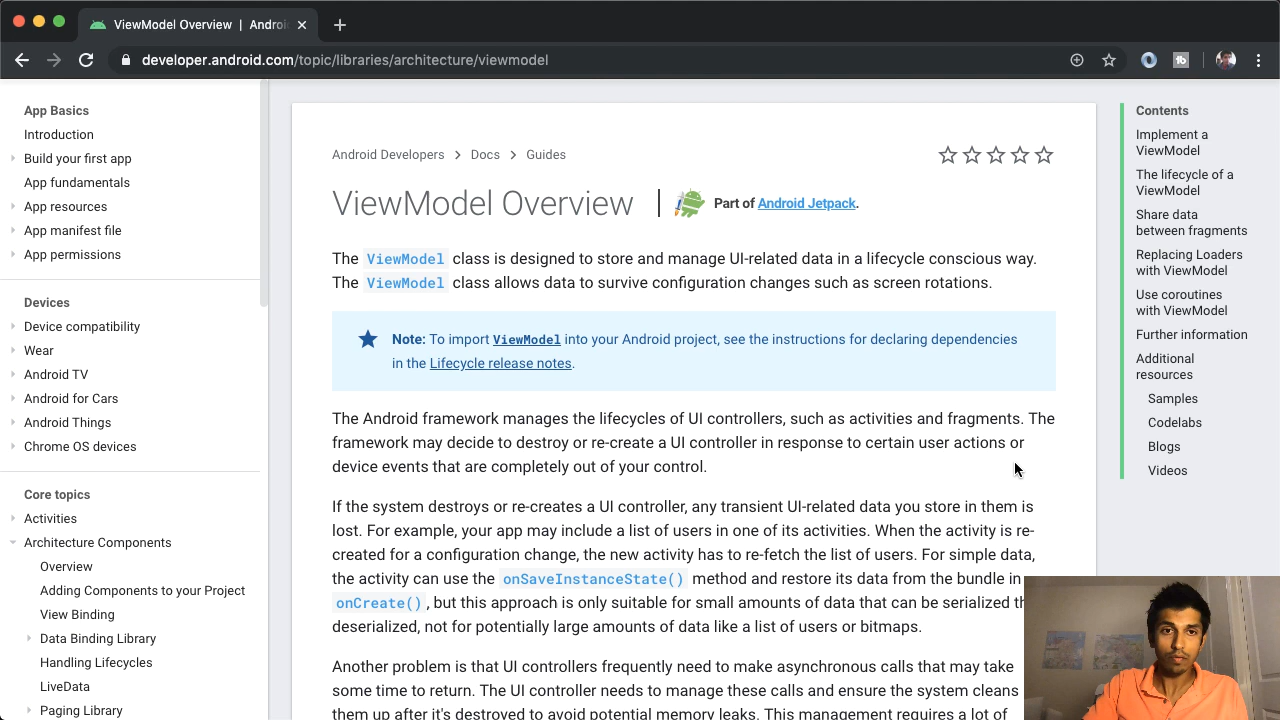 ViewModel Overview | Androi
developer.android.com/topic/libraries/architecture/viewmodel
App Basics
Introduction
Build your first app
App fundamentals
App resources
App manifest file
App permissions
Devices
Device compatibility
Wear
Android TV
Android for Cars
Android Things
Chrome OS devices
Core topics
Activities
Architecture Components
Overview
Adding Components to your Project
View Binding
Data Binding Library
Handling Lifecycles
LiveData
Paging Library
Android Developers > Docs > Guides
ViewModel Overview | Part of Android Jetpack.
The ViewModel class is designed to store and manage UI-related data in a lifecycle conscious way.
The ViewModel class allows data to survive configuration changes such as screen rotations.
Note: To import ViewModel into your Android project, see the instructions for declaring dependencies
in the Lifecycle release notes.
The Android framework manages the lifecycles of UI controllers, such as activities and fragments. The
framework may decide to destroy or re-create a UI controller in response to certain user actions or
device events that are completely out of your control.
If the system destroys or re-creates a UI controller, any transient UI-related data you store in them is
lost. For example, your app may include a list of users in one of its activities. When the activity is re-
created for a configuration change, the new activity has to re-fetch the list of users. For simple data,
the activity can use the onSaveInstanceState() method and restore its data from the bundle in
onCreate(), but this approach is only suitable for small amounts of data that can be serialized th
deserialized, not for potentially large amounts of data like a list of users or bitmaps.
Another problem is that UI controllers frequently need to make asynchronous calls that may take
some time to return. The UI controller needs to manage these calls and ensure the system cleans
them up after it's destroyed to avoid potential memory leaks. This management requires a lot of
Contents
Implement a
ViewModel
The lifecycle of a
ViewModel
Share data
between fragments
Replacing Loaders
with ViewModel
Use coroutines
with ViewModel
Further information
Additional
resources
Samples
Codelabs
Blogs
Videos